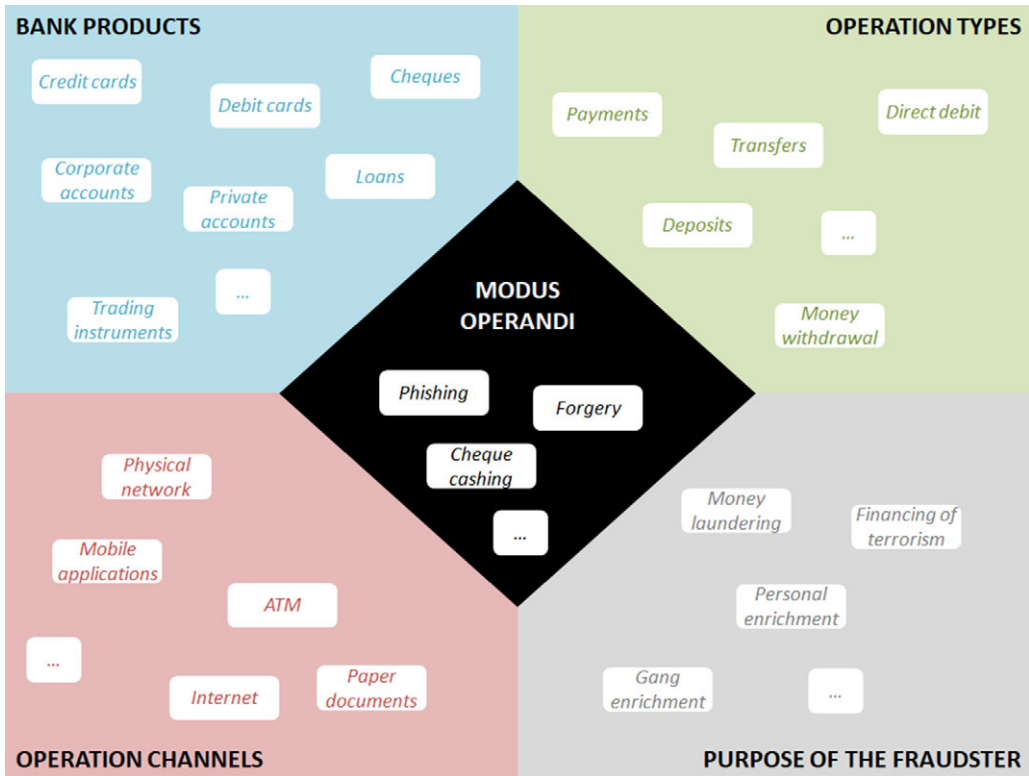 BANK PRODUCTS
Credit cards
Debit cards
Cheques
Corporate
accounts
Private
accounts
Loans
Trading
instruments
...
OPERATION TYPES
Payments
Transfers
Direct debit
Deposits
...
Money
withdrawal
MODUS
OPERANDI
Phishing
Forgery
Cheque
cashing
...
Physical
network
Mobile
applications
ATM
...
Internet
Paper
documents
OPERATION CHANNELS
Money
laundering
Financing of
terrorism
Personal
enrichment
Gang
enrichment
...
PURPOSE OF THE FRAUDSTER